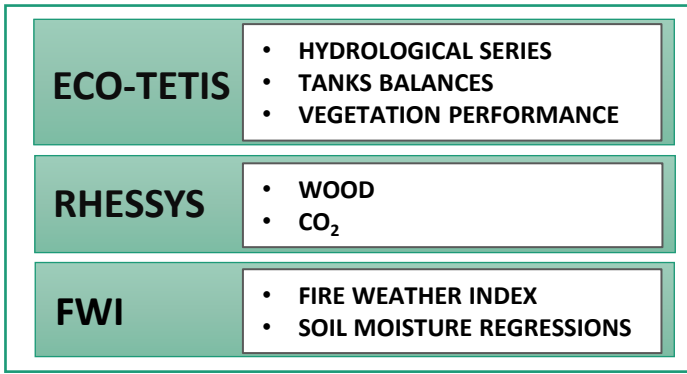 ECO-TETIS
• HYDROLOGICAL SERIES
• TANKS BALANCES
• VEGETATION PERFORMANCE
RHESSYS
• WOOD
• CO₂
FWI
• FIRE WEATHER INDEX
• SOIL MOISTURE REGRESSIONS